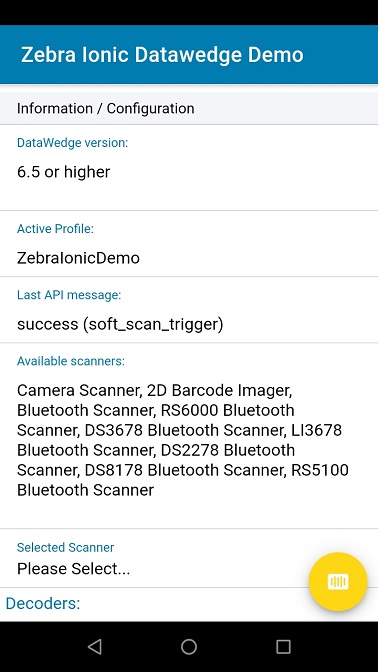 Zebra Ionic Datawedge Demo
Information / Configuration
DataWedge version:
6.5 or higher
Active Profile:
ZebraIonicDemo
Last API message:
success (soft_scan_trigger)
Available scanners:
Camera Scanner, 2D Barcode Imager,
Bluetooth Scanner, RS6000 Bluetooth
Scanner, DS3678 Bluetooth Scanner, LI3678
Bluetooth Scanner, DS2278 Bluetooth
Scanner, DS8178 Bluetooth Scanner, RS5100
Bluetooth Scanner
Selected Scanner
Please Select...
Decoders: